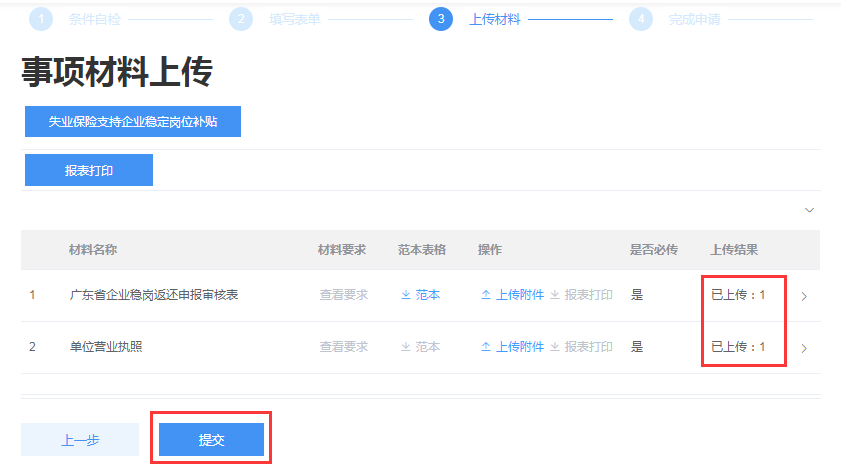 1 条件自检 2 填写表单 3 上传材料 4 完成申请
事项材料上传
失业保险支持企业稳定岗位补贴
报表打印
材料名称 材料要求 范本表格 操作 是否必传 上传结果
1 广东省企业稳岗返还申报审核表 查看要求 范本 上传附件 报表打印 是 已上传：1
2 单位营业执照 查看要求 范本 上传附件 报表打印 是 已上传：1
上一步 提交